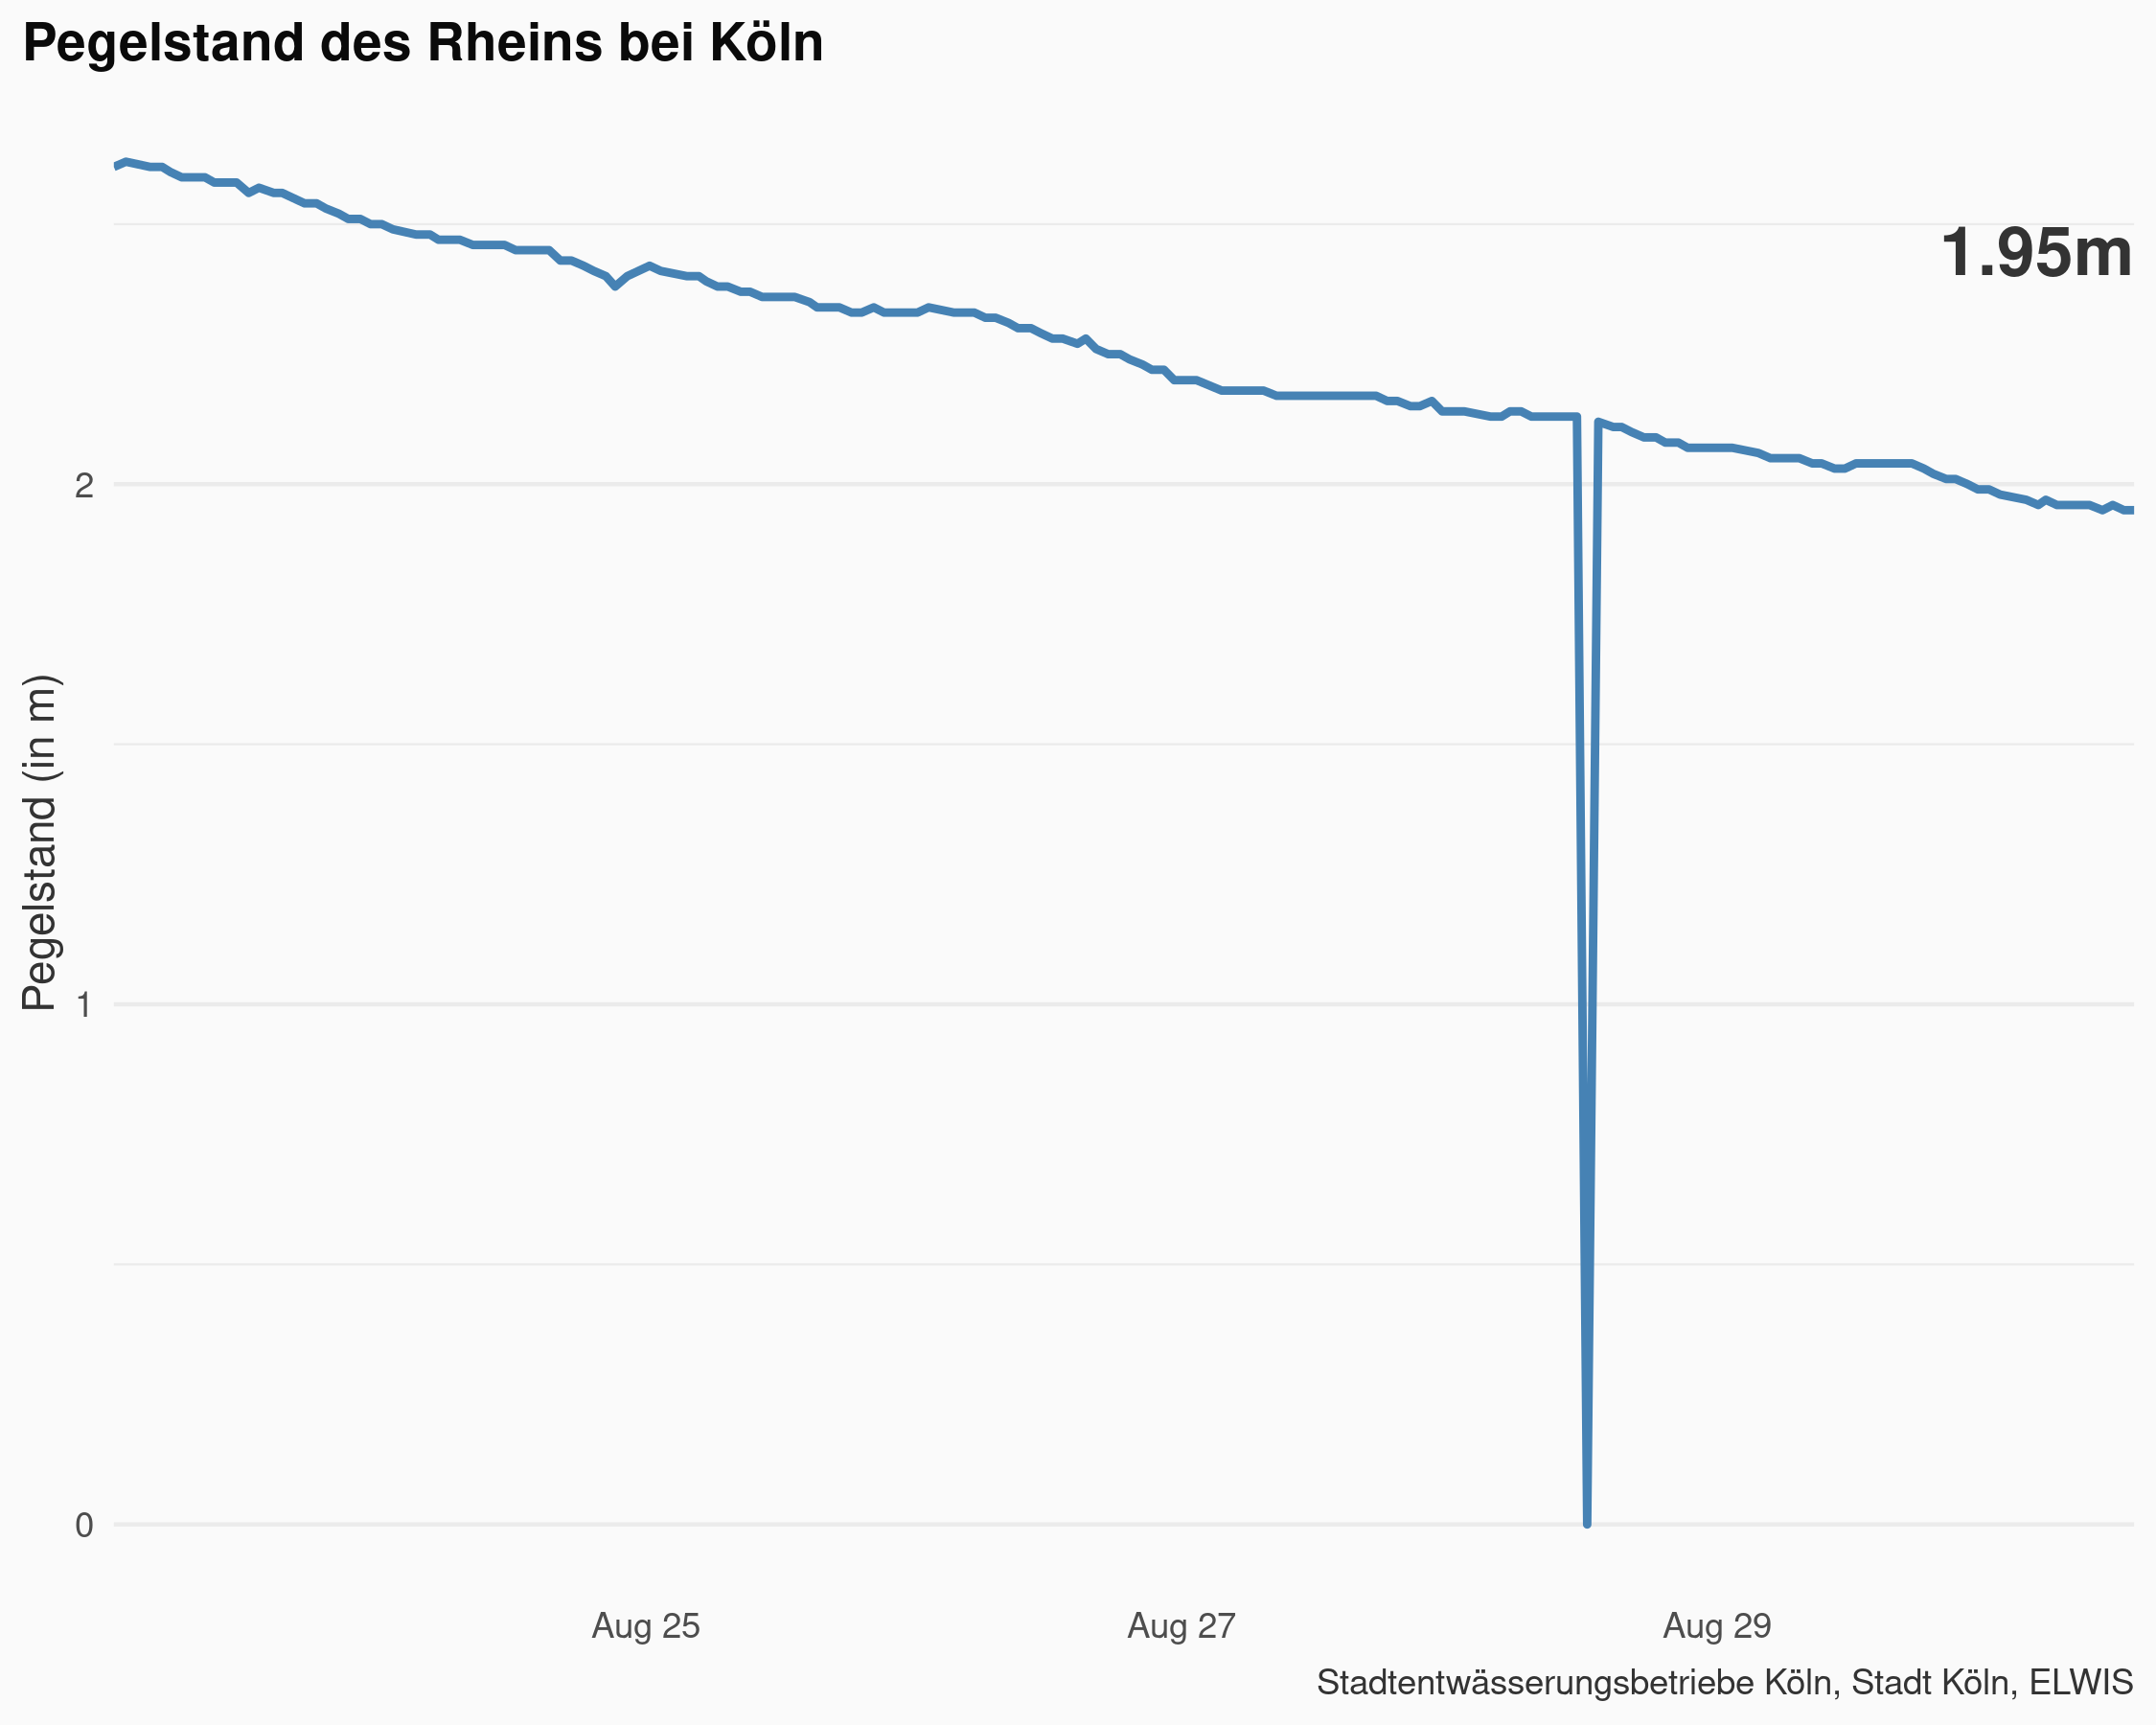 Pegelstand des Rheins bei Köln
1.95m
Pegelstand (in m)
2
1
0
Aug 25
Aug 27
Aug 29
Stadtentwässerungsbetriebe Köln, Stadt Köln, ELWIS